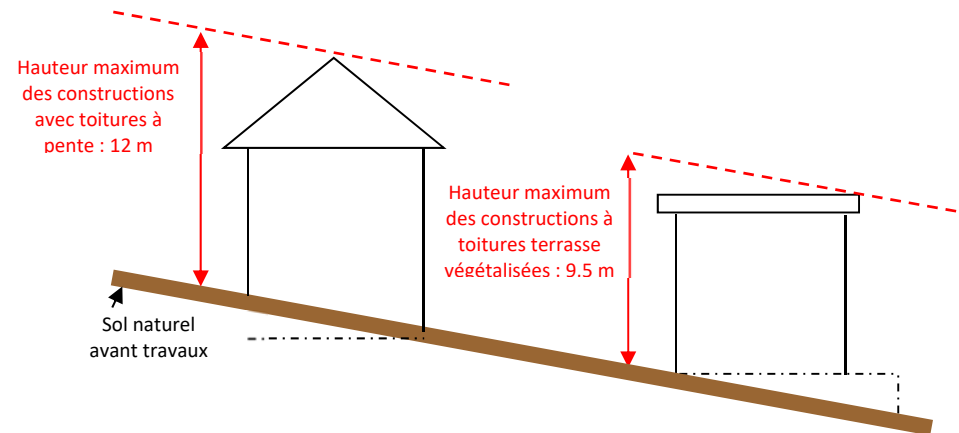 Hauteur maximum
des constructions
avec toitures à
pente : 12 m
Hauteur maximum
des constructions à
toitures terrasse
végétalisées : 9.5 m
Sol naturel
avant travaux